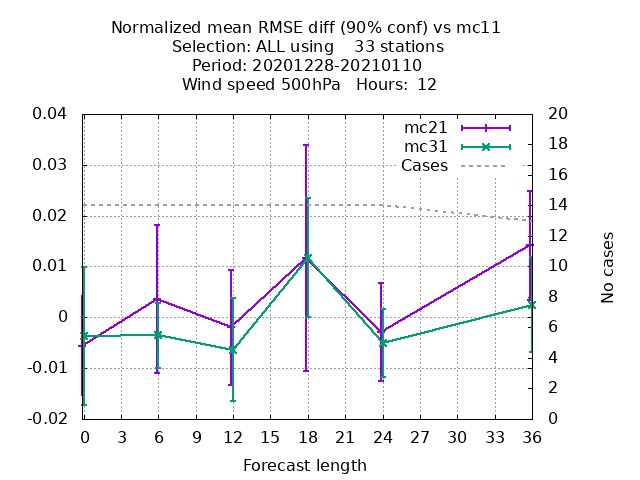 Normalized mean RMSE diff (90% conf) vs mc11
Selection: ALL using    33 stations
Period: 20201228-20210110
Wind speed 500hPa   Hours:  12
mc21
mc31
Cases
0.04
0.03
0.02
0.01
0
-0.01
-0.02
20
18
16
14
12
10
8
6
4
2
0
No cases
0 3 6 9 12 15 18 21 24 27 30 33 36
Forecast length